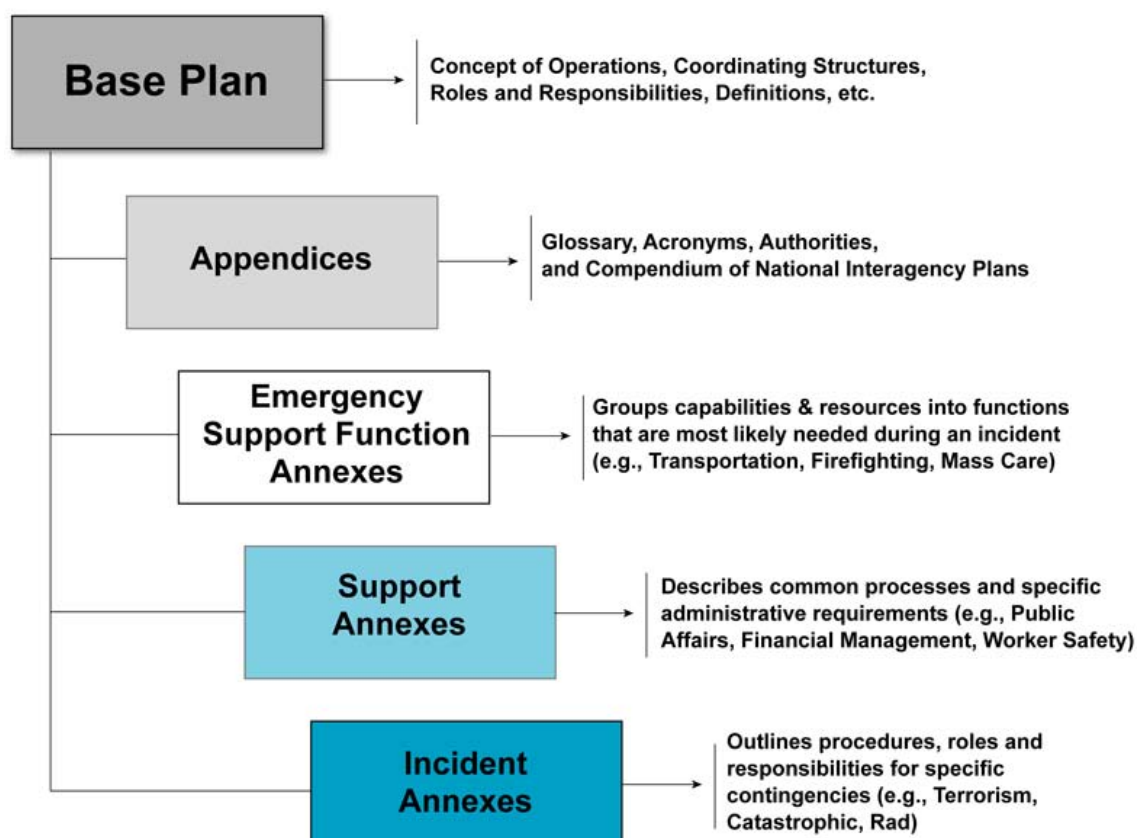 Base Plan
Concept of Operations, Coordinating Structures,
Roles and Responsibilities, Definitions, etc.
Appendices
Glossary, Acronyms, Authorities,
and Compendium of National Interagency Plans
Emergency
Support Function
Annexes
Groups capabilities & resources into functions
that are most likely needed during an incident
(e.g., Transportation, Firefighting, Mass Care)
Support
Annexes
Describes common processes and specific
administrative requirements (e.g., Public
Affairs, Financial Management, Worker Safety)
Incident
Annexes
Outlines procedures, roles and
responsibilities for specific
contingencies (e.g., Terrorism,
Catastrophic, Rad)